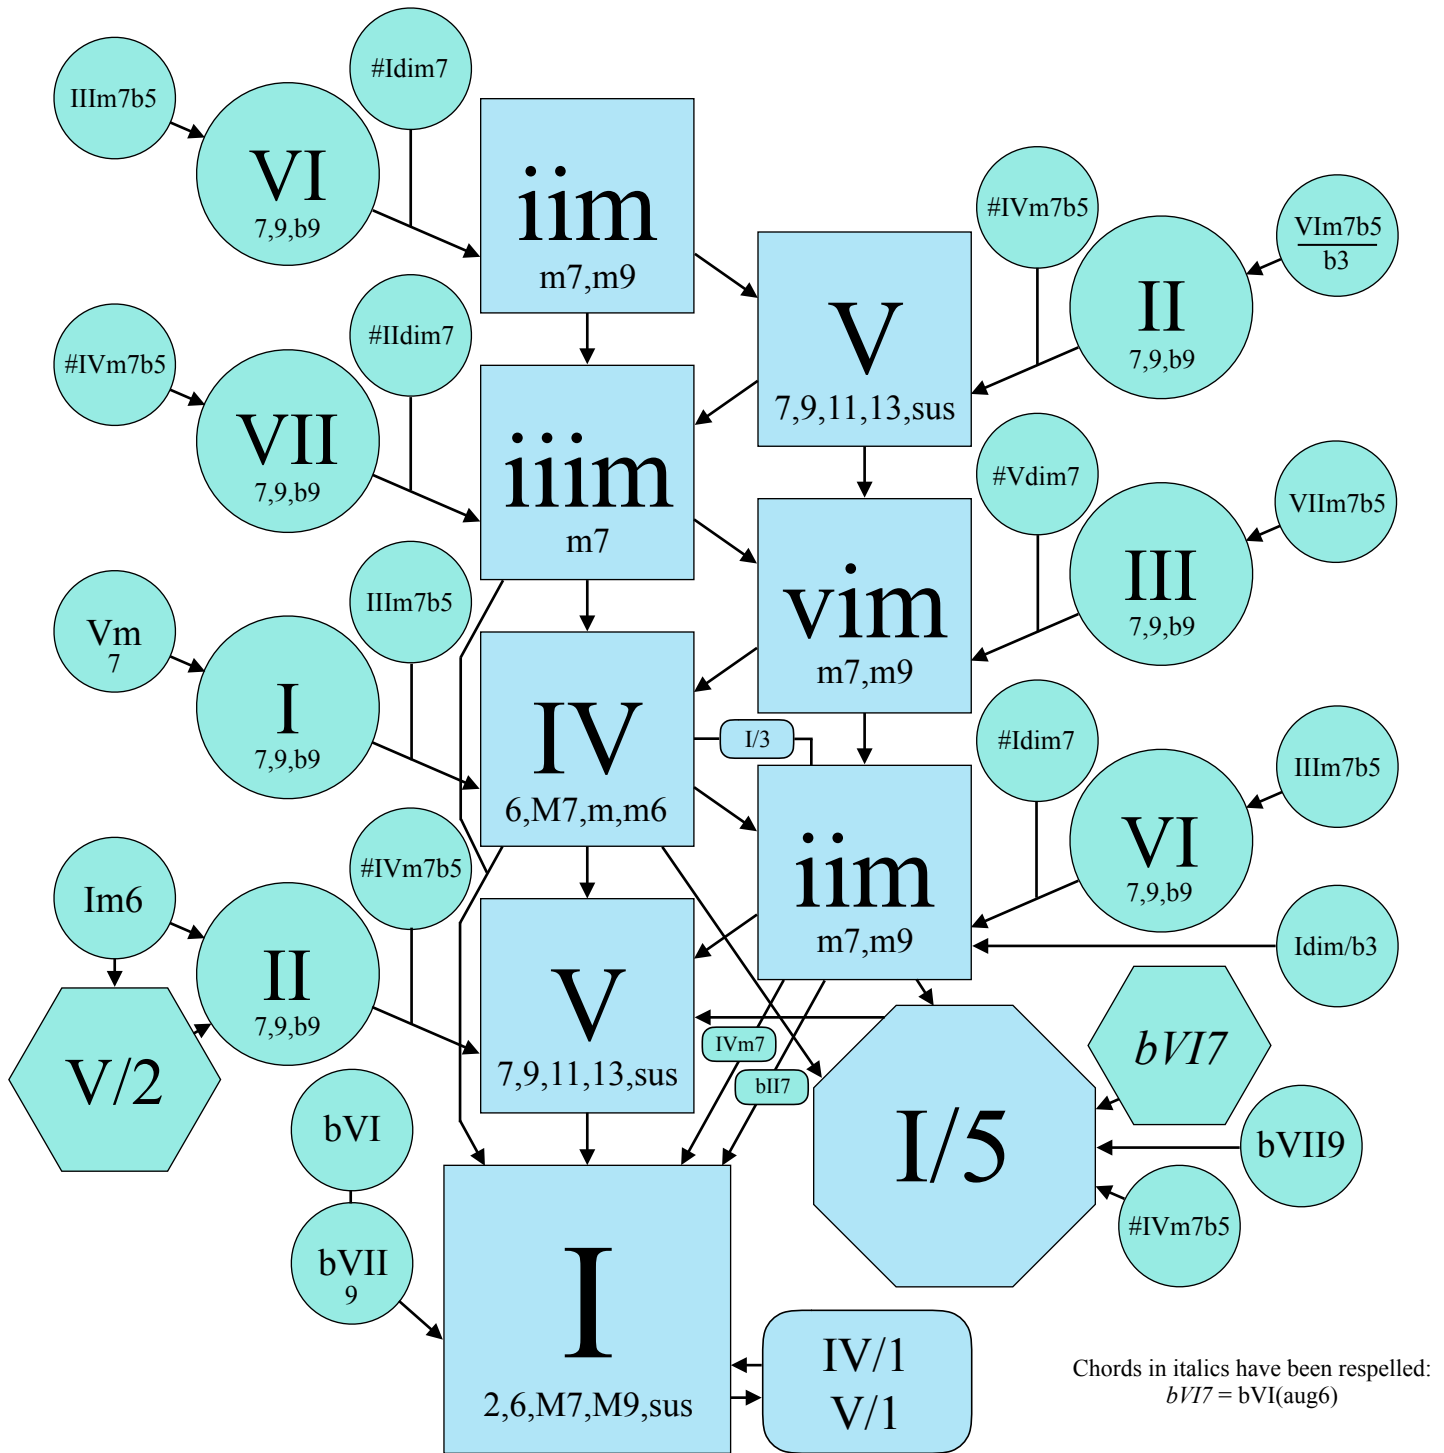 IIIm7b5
VI
7,9,b9
#Idim7
iim
m7,m9
#IVm7b5
II
7,9,b9
VIm7b5
b3
V
7,9,11,13,sus
#IVm7b5
VII
7,9,b9
#IIdim7
iiim
m7
#Vdim7
III
7,9,b9
VIIm7b5
vim
m7,m9
Vm
7
I
7,9,b9
IIIm7b5
IV
6,M7,m,m6
I/3
#Idim7
VI
7,9,b9
IIIm7b5
iim
m7,m9
Im6
II
7,9,b9
#IVm7b5
V
7,9,11,13,sus
Idim/b3
V/2
IVm7
bII7
I/5
bVI7
bVII9
#IVm7b5
bVI
bVII
9
I
2,6,M7,M9,sus
IV/1
V/1
Chords in italics have been respelled:
bVI7 = bVI(aug6)